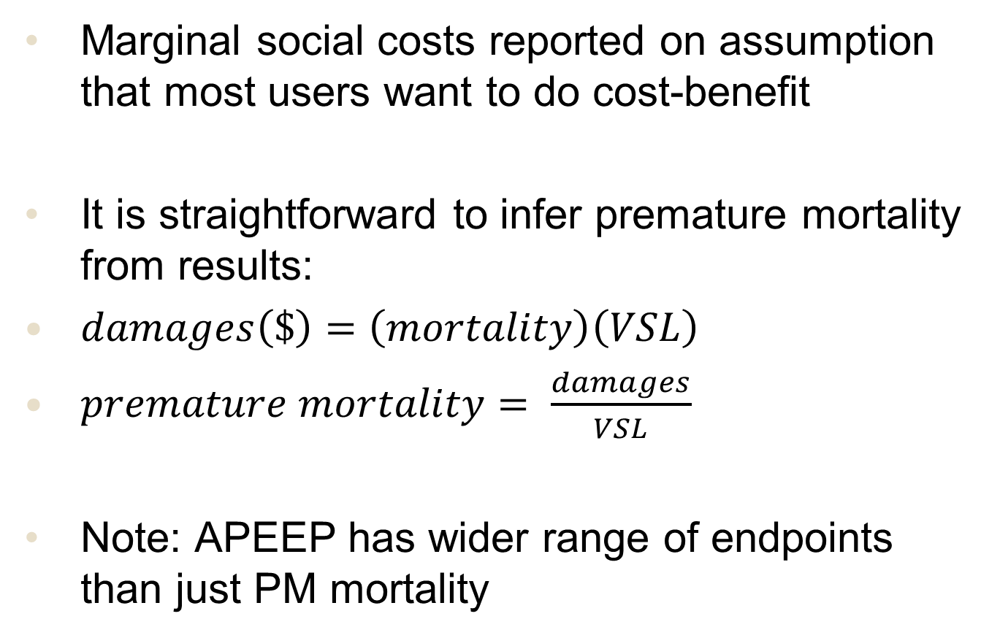 • Marginal social costs reported on assumption
that most users want to do cost-benefit
• It is straightforward to infer premature mortality
from results:
• damages($) = (mortality)(VSL)
• premature mortality = damages/VSL
• Note: APEEP has wider range of endpoints
than just PM mortality